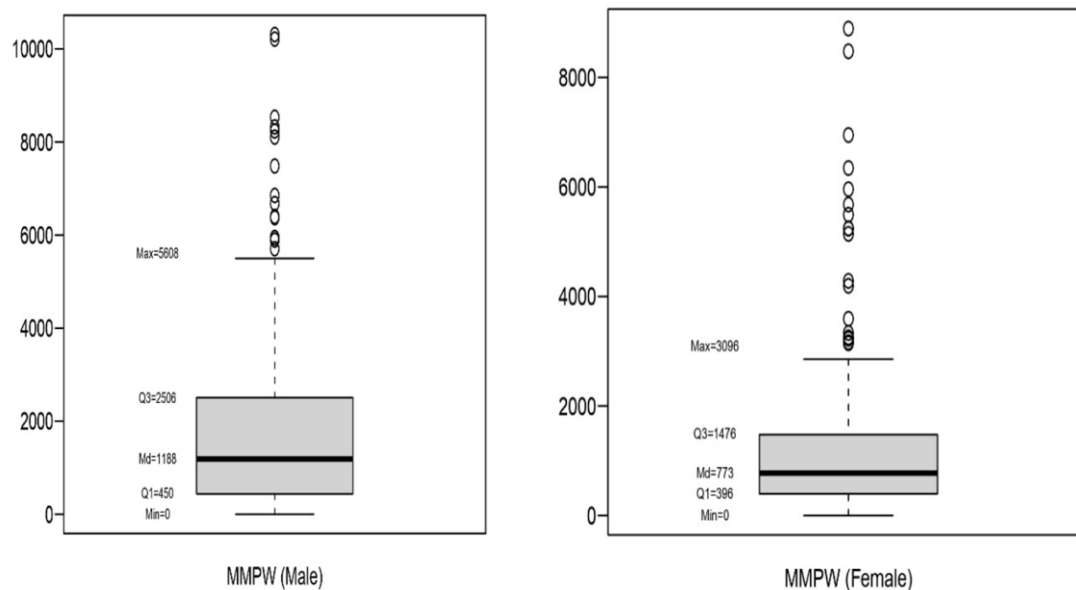 10000
8000
6000
4000
2000
0
Max=5608
Q3=2506
Md=1188
Q1=450
Min=0
MMPW (Male)
8000
6000
4000
2000
0
Max=3096
Q3=1476
Md=773
Q1=396
Min=0
MMPW (Female)